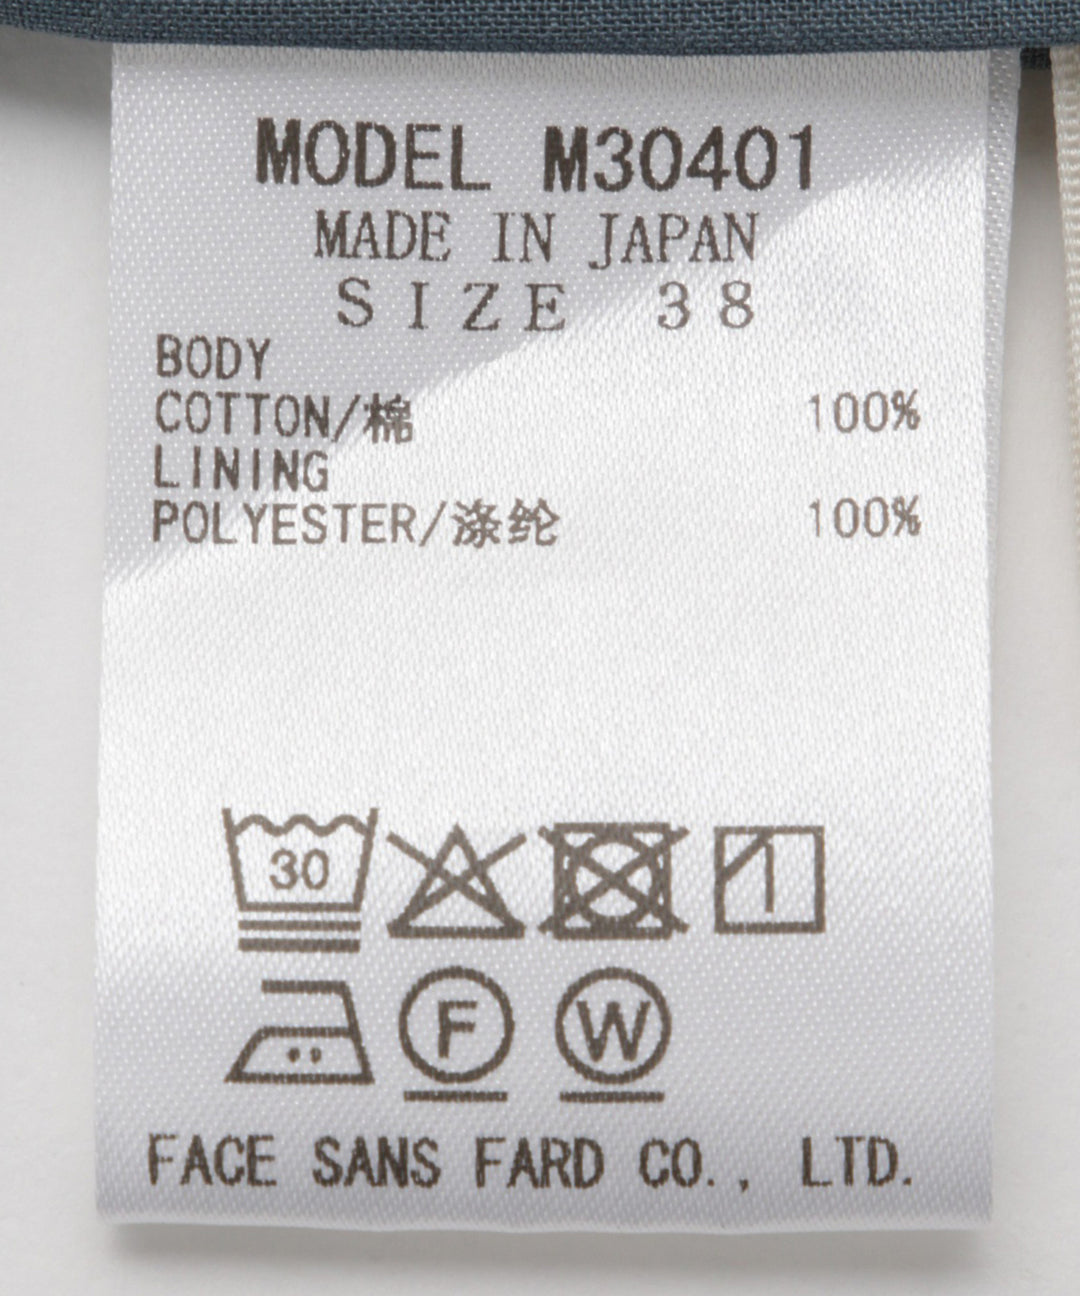 MODEL M30401
MADE IN JAPAN
SIZE 38
BODY
COTTON/棉 100%
LINING
POLYESTER/涤纶 100%
30
F W
FACE SANS FARD CO., LTD.